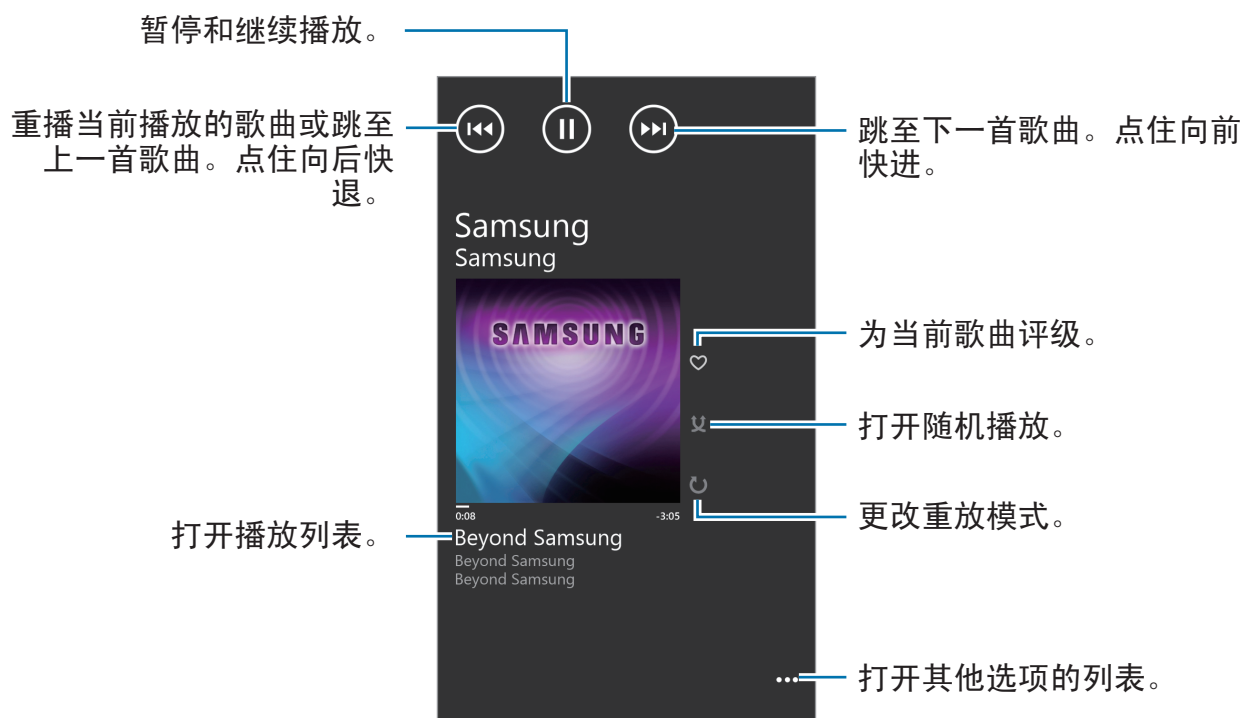 暂停和继续播放。
重播当前播放的歌曲或跳至
上一首歌曲。点住向后快
退。
跳至下一首歌曲。点住向前
快进。
Samsung
Samsung
SAMSUNG
为当前歌曲评级。
打开随机播放。
更改重放模式。
0:08
-3:05
打开播放列表。
Beyond Samsung
Beyond Samsung
Beyond Samsung
打开其他选项的列表。